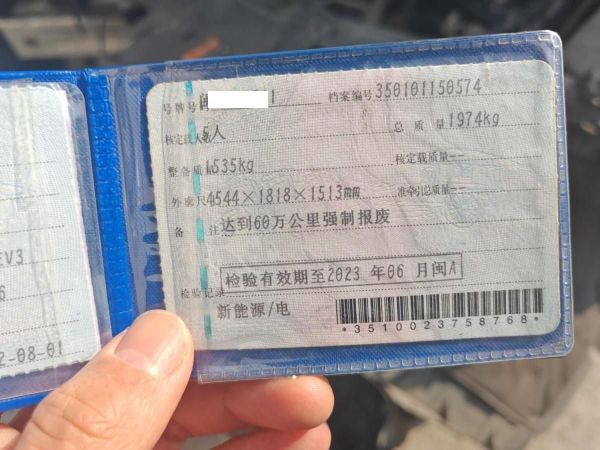 EV3
6
2-08-01
号牌号 闽 1 档案编号 350101150574
核定载人数 5人 总质量 1974kg
整备质 1535kg 核定载质量 --
外廓尺 4544×1818×1513mm 准牵引总质量 --
备注 达到60万公里强制报废
检验有效期至2023 年06 月闽A
检验记录
新能源/电
*3510023758768*